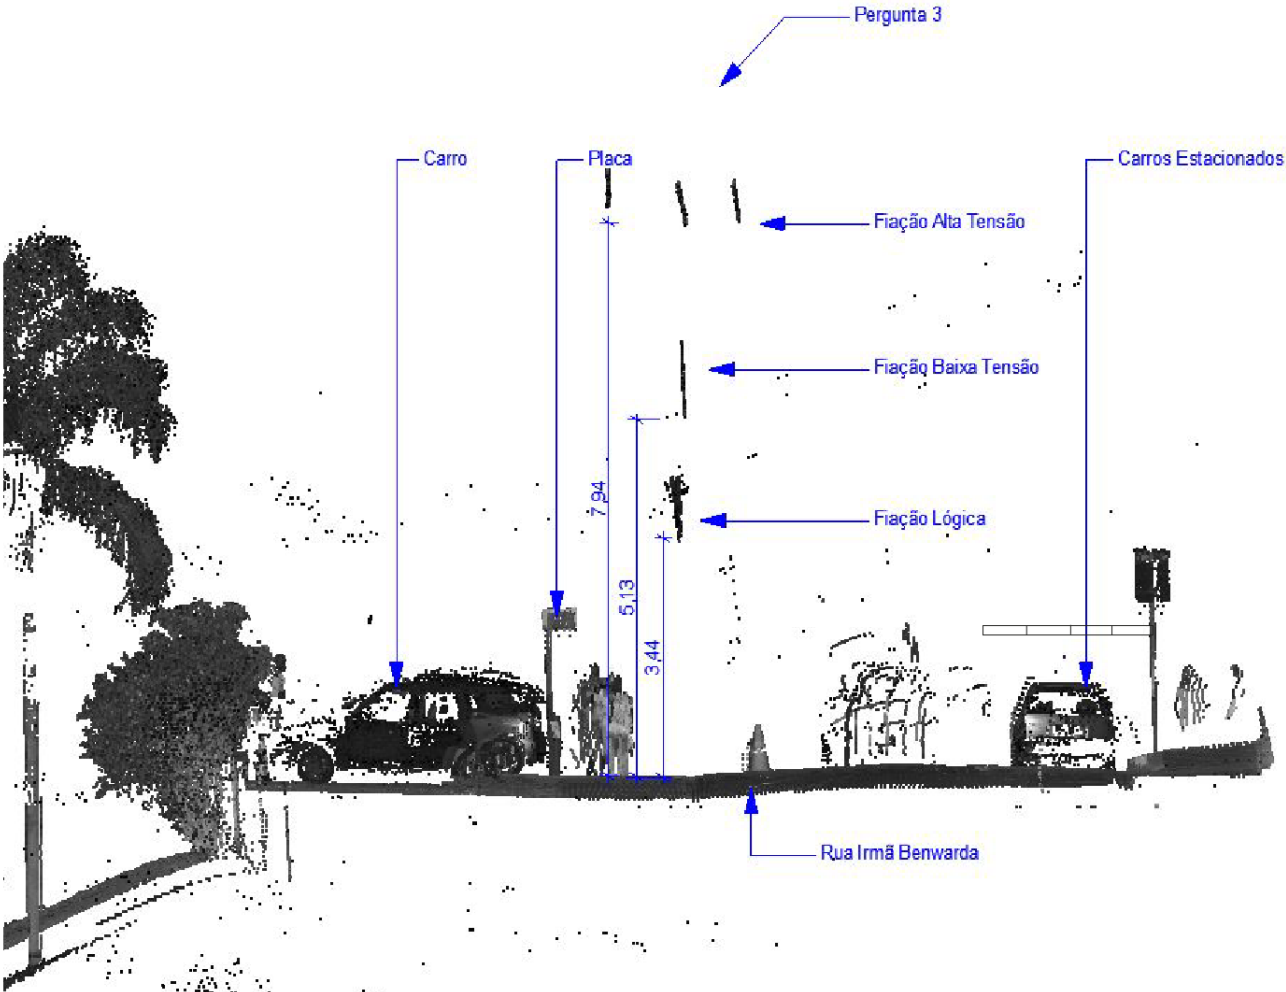 Pergunta 3
Carro
Placa
Carros Estacionados
Fiação Alta Tensão
Fiação Baixa Tensão
7,94
Fiação Lógica
5,13
3,44
Rua Irmã Benwarda